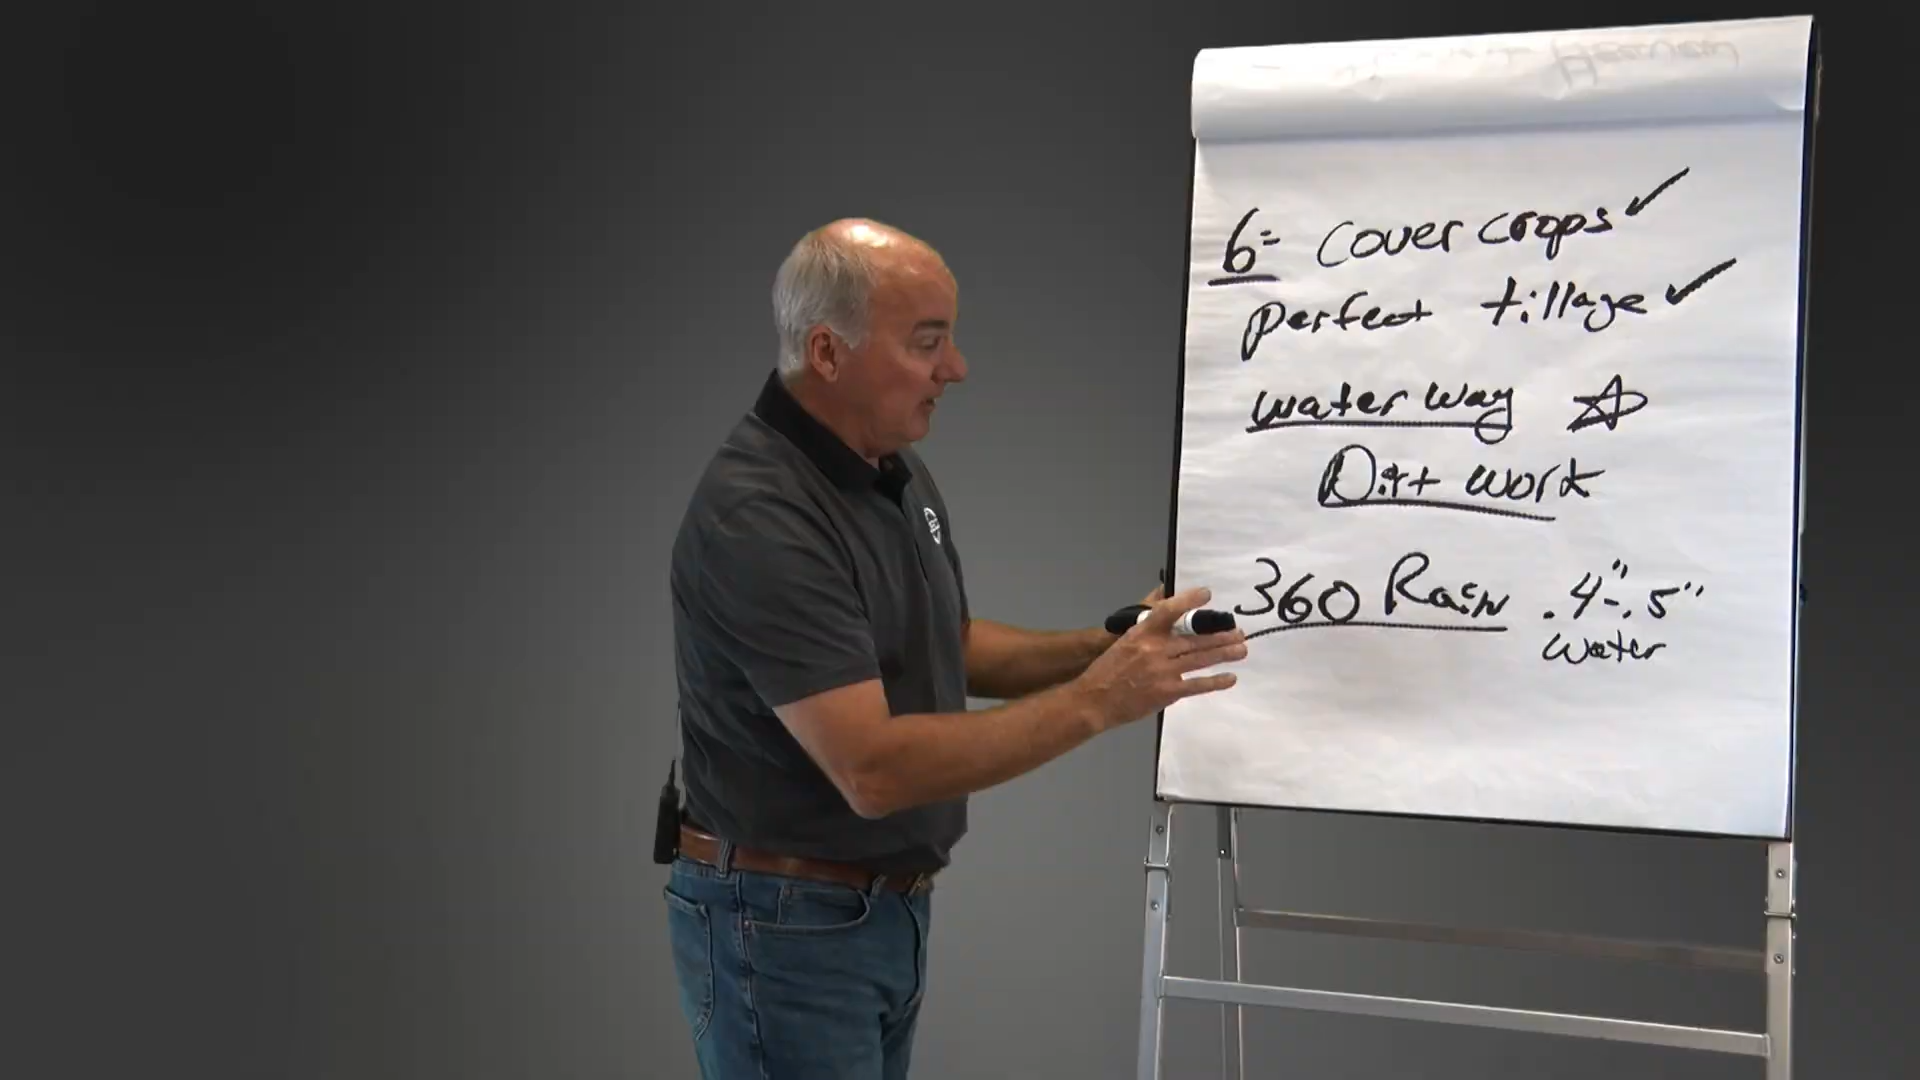 6= cover crops ✓
perfect tillage ✓
water way ☆
Dirt work
360 Rain .4"-.5"
water